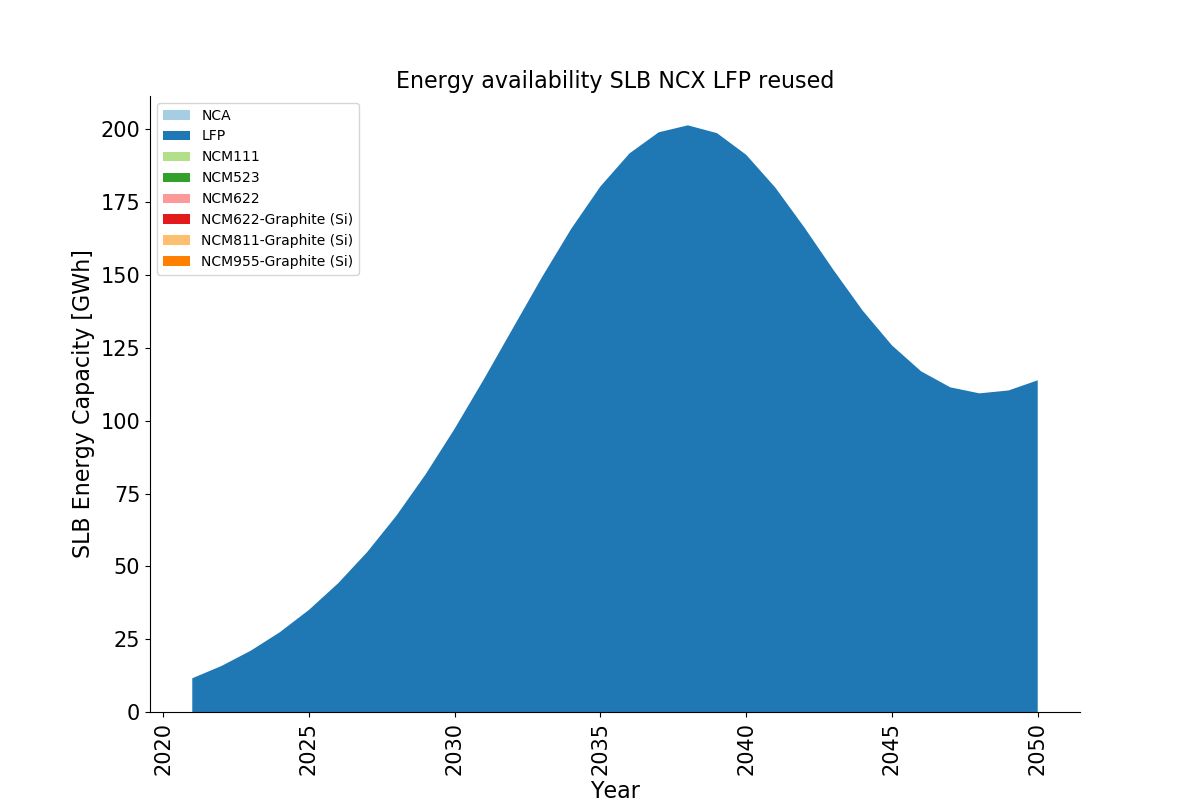 Energy availability SLB NCX LFP reused
NCA
LFP
NCM111
NCM523
NCM622
NCM622-Graphite (Si)
NCM811-Graphite (Si)
NCM955-Graphite (Si)
SLB Energy Capacity [GWh]
200
175
150
125
100
75
50
25
0
2020
2025
2030
2035
2040
2045
2050
Year